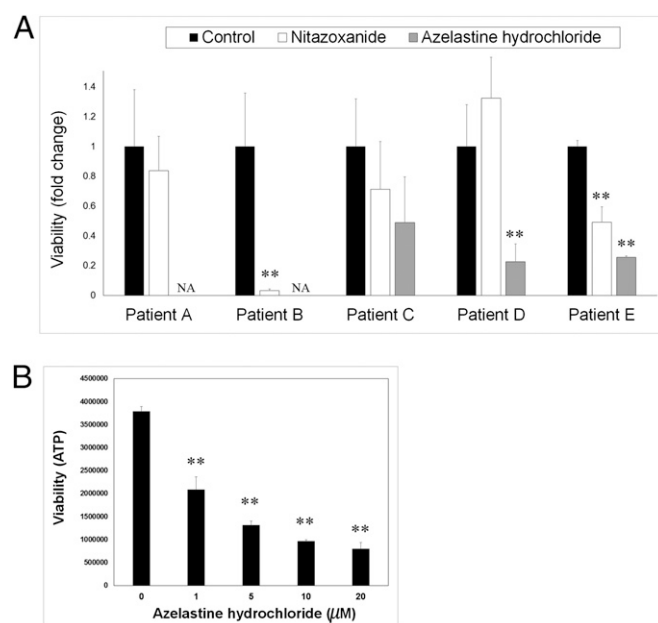 A
Control Nitazoxanide Azelastine hydrochloride
Viability (fold change)
1.4
1.2
1
0.8
0.6
0.4
0.2
0
NA
**
NA
**
**
**
Patient A Patient B Patient C Patient D Patient E
B
Viability (ATP)
4500000
4000000
3500000
3000000
2500000
2000000
1500000
1000000
500000
0
**
**
**
**
0 1 5 10 20
Azelastine hydrochloride (μM)